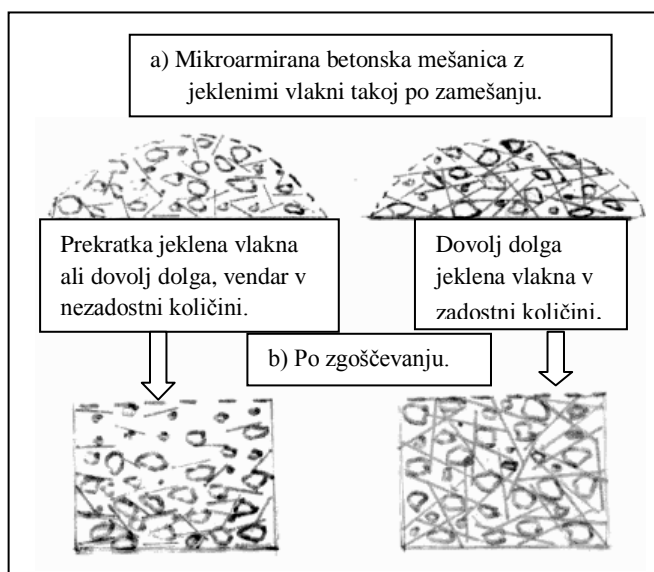 a) Mikroarmirana betonska mešanica z
jeklenimi vlakni takoj po zamešanju.
Prekratka jeklena vlakna
ali dovolj dolga, vendar v
nezadostni količini.
Dovolj dolga
jeklena vlakna v
zadostni količini.
b) Po zgoščevanju.